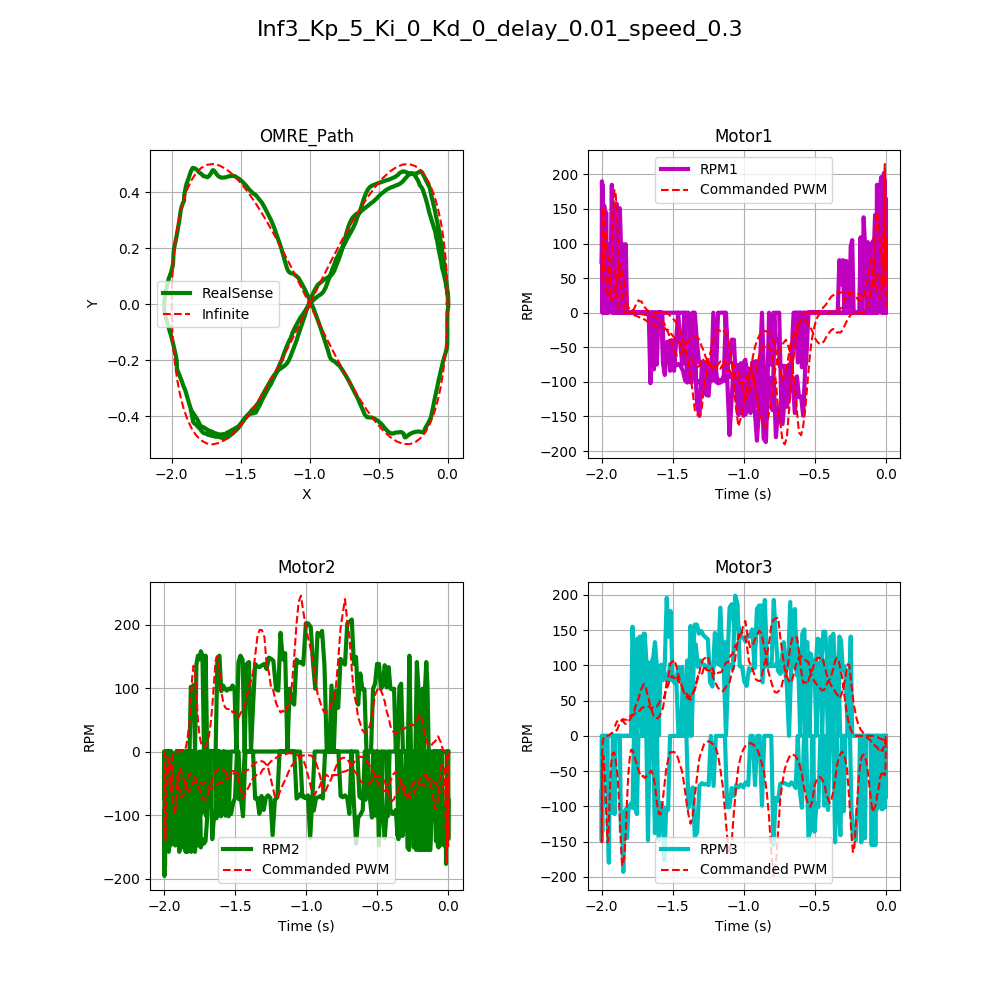 Inf3_Kp_5_Ki_0_Kd_0_delay_0.01_speed_0.3
OMRE_Path
0.4
0.2
0.0
−0.2
−0.4
Y
RealSense
Infinite
−2.0 −1.5 −1.0 −0.5 0.0
X
Motor1
200
150
100
50
0
−50
−100
−150
−200
RPM
RPM1
Commanded PWM
−2.0 −1.5 −1.0 −0.5 0.0
Time (s)
Motor2
200
100
0
−100
−200
RPM
RPM2
Commanded PWM
−2.0 −1.5 −1.0 −0.5 0.0
Time (s)
Motor3
200
150
100
50
0
−50
−100
−150
−200
RPM
RPM3
Commanded PWM
−2.0 −1.5 −1.0 −0.5 0.0
Time (s)